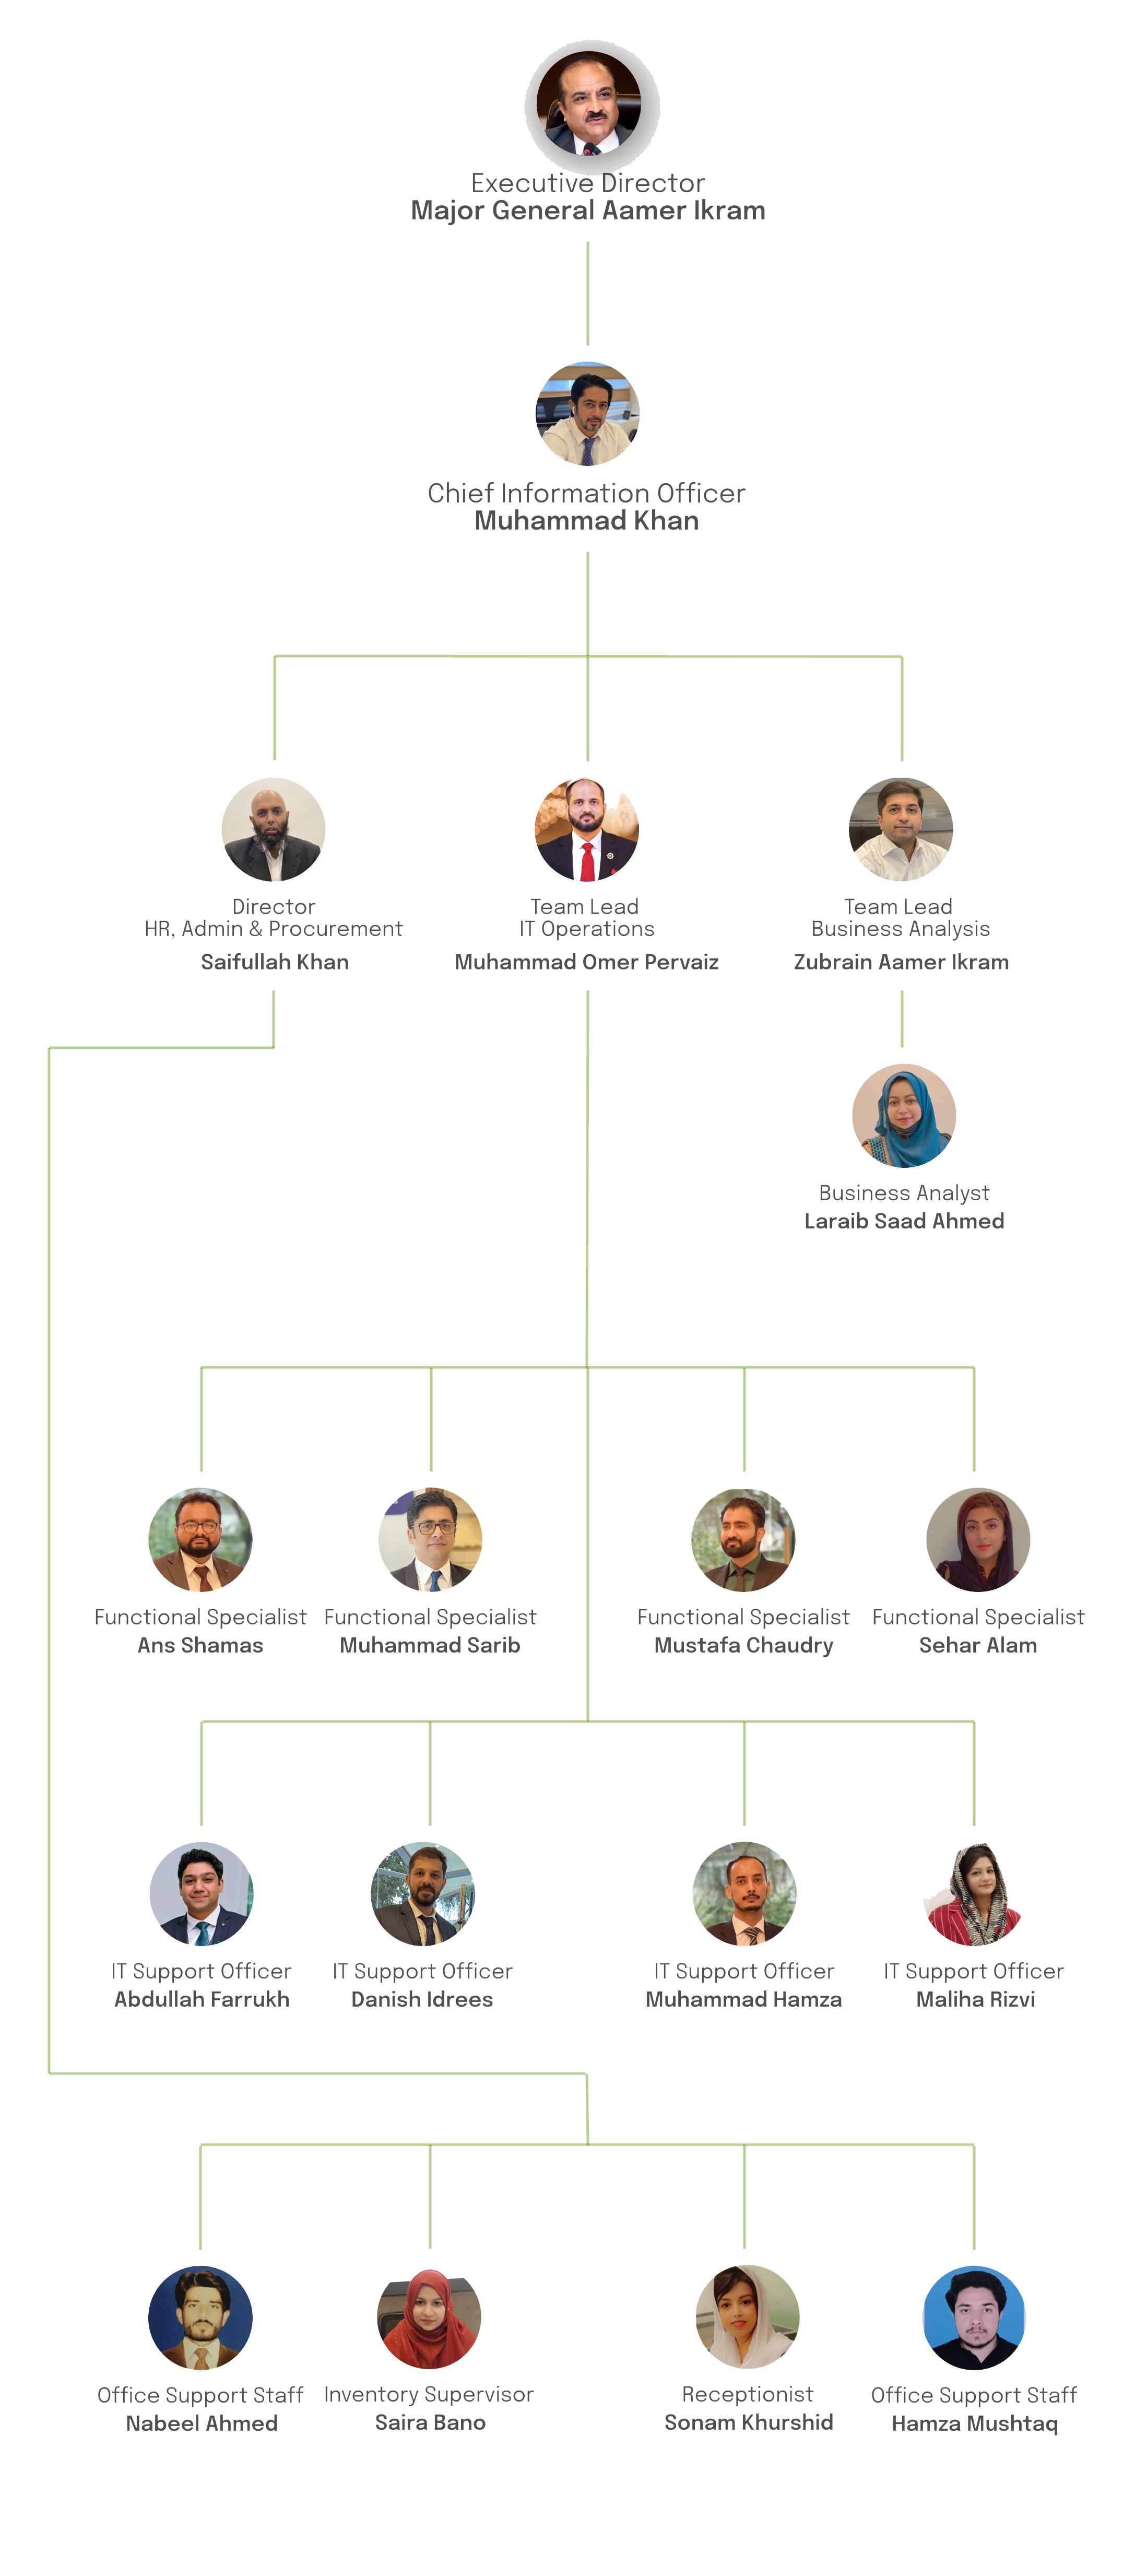 Executive Director
Major General Aamer Ikram
Chief Information Officer
Muhammad Khan
Director
HR, Admin & Procurement
Saifullah Khan
Team Lead
IT Operations
Muhammad Omer Pervaiz
Team Lead
Business Analysis
Zubrain Aamer Ikram
Business Analyst
Laraib Saad Ahmed
Functional Specialist
Ans Shamas
Functional Specialist
Muhammad Sarib
Functional Specialist
Mustafa Chaudry
Functional Specialist
Sehar Alam
IT Support Officer
Abdullah Farrukh
IT Support Officer
Danish Idrees
IT Support Officer
Muhammad Hamza
IT Support Officer
Maliha Rizvi
Office Support Staff
Nabeel Ahmed
Inventory Supervisor
Saira Bano
Receptionist
Sonam Khurshid
Office Support Staff
Hamza Mushtaq